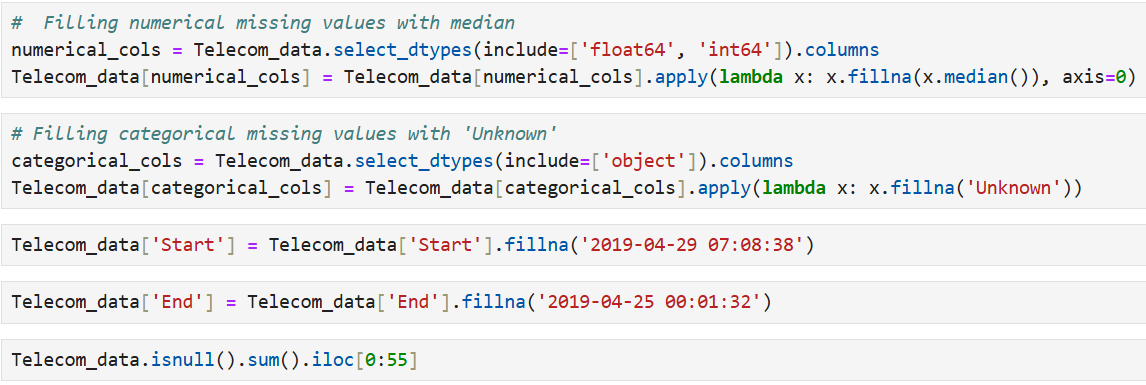 #  Filling numerical missing values with median
numerical_cols = Telecom_data.select_dtypes(include=['float64', 'int64']).columns
Telecom_data[numerical_cols] = Telecom_data[numerical_cols].apply(lambda x: x.fillna(x.median()), axis=0)
# Filling categorical missing values with 'Unknown'
categorical_cols = Telecom_data.select_dtypes(include=['object']).columns
Telecom_data[categorical_cols] = Telecom_data[categorical_cols].apply(lambda x: x.fillna('Unknown'))
Telecom_data['Start'] = Telecom_data['Start'].fillna('2019-04-29 07:08:38')
Telecom_data['End'] = Telecom_data['End'].fillna('2019-04-25 00:01:32')
Telecom_data.isnull().sum().iloc[0:55]